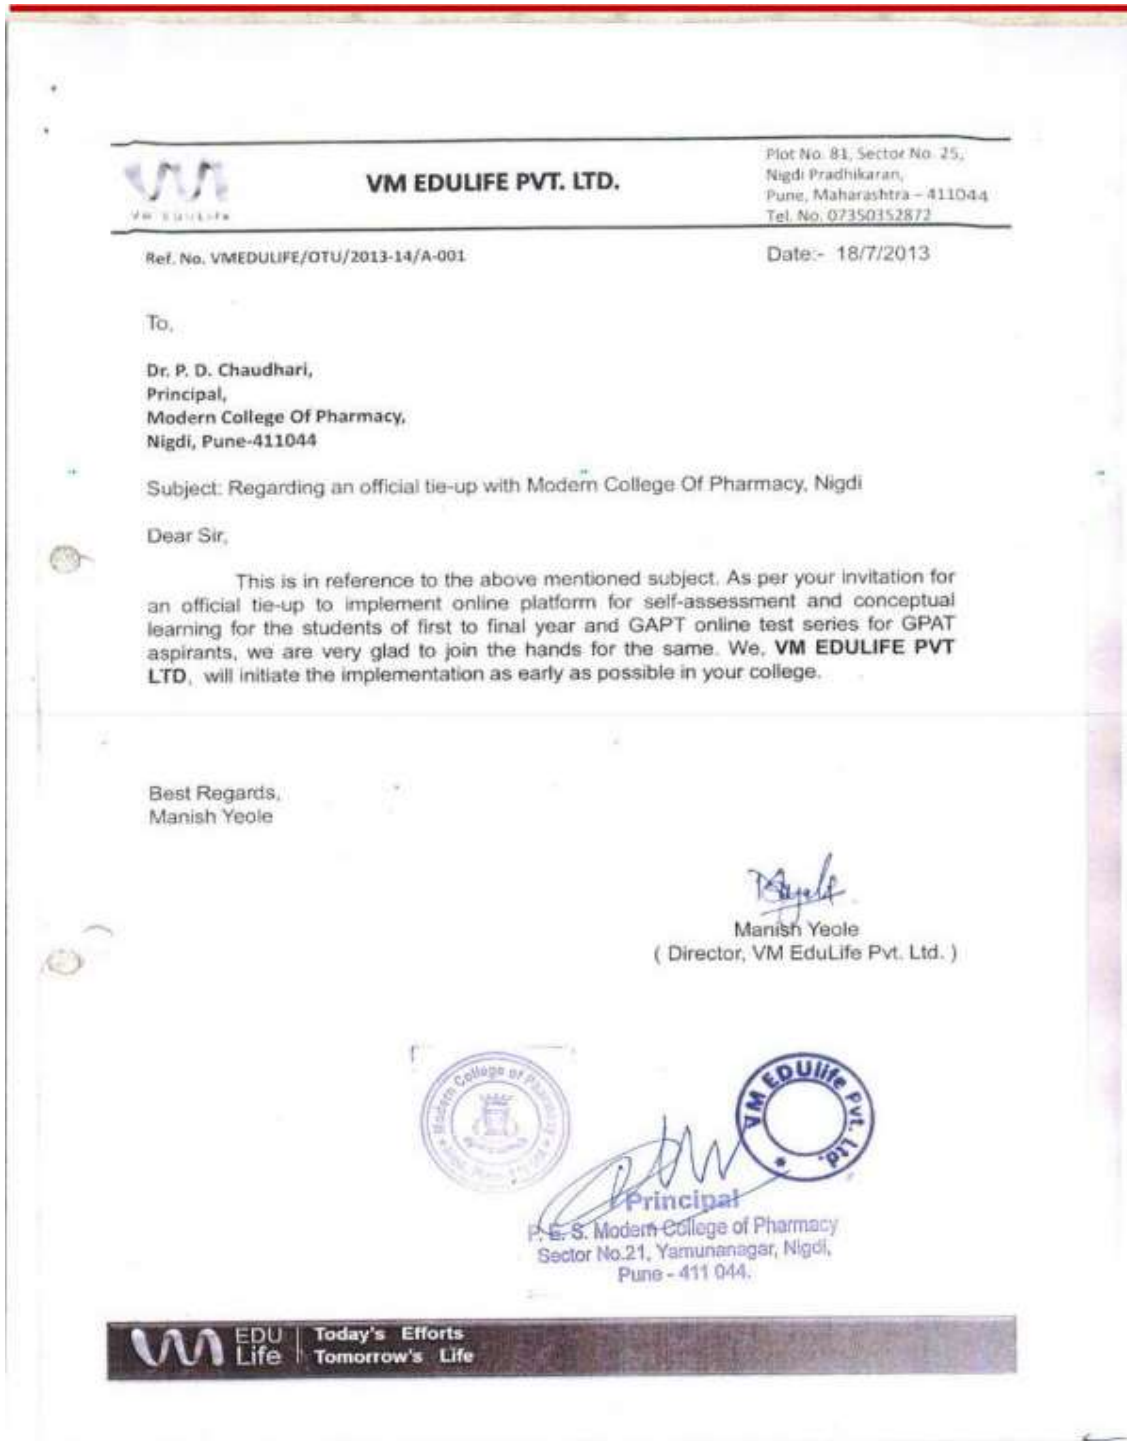 VM EduLife
VM EDULIFE PVT. LTD.
Plot No. 81, Sector No. 25,
Nigdi Pradhikaran,
Pune, Maharashtra – 411044
Tel. No. 07350352872
Ref. No. VMEDULIFE/OTU/2013-14/A-001
Date:- 18/7/2013
To,
Dr. P. D. Chaudhari,
Principal,
Modern College Of Pharmacy,
Nigdi, Pune-411044
Subject: Regarding an official tie-up with Modern College Of Pharmacy, Nigdi
Dear Sir,
This is in reference to the above mentioned subject. As per your invitation for
an official tie-up to implement online platform for self-assessment and conceptual
learning for the students of first to final year and GAPT online test series for GPAT
aspirants, we are very glad to join the hands for the same. We, VM EDULIFE PVT
LTD, will initiate the implementation as early as possible in your college.
Best Regards,
Manish Yeole
Manish Yeole
( Director, VM EduLife Pvt. Ltd. )
Modern College of Pharmacy
VM EDUlife Pvt. Ltd.
Principal
P. E. S. Modern College of Pharmacy
Sector No.21, Yamunanagar, Nigdi,
Pune - 411 044.
EDU
Life
Today's Efforts
Tomorrow's Life